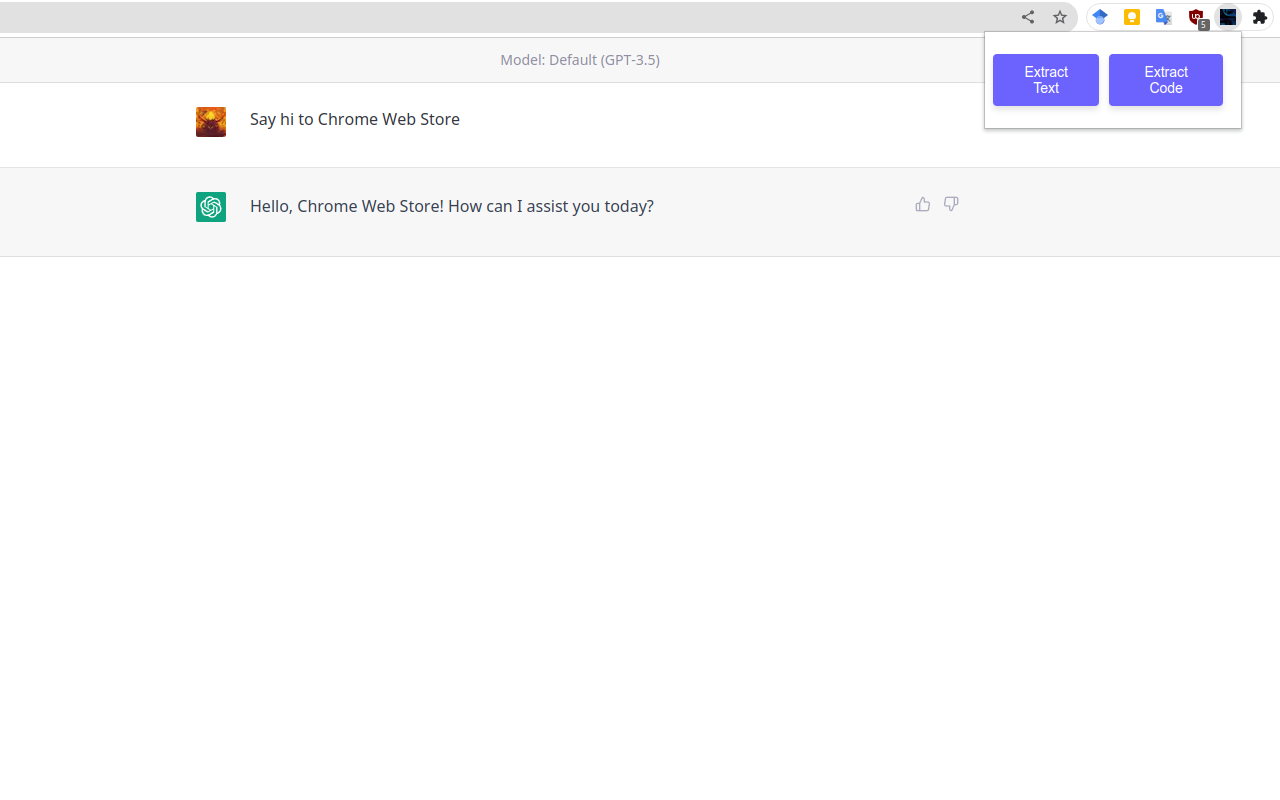 5
Model: Default (GPT-3.5)
Extract
Text
Extract
Code
Say hi to Chrome Web Store
Hello, Chrome Web Store! How can I assist you today?